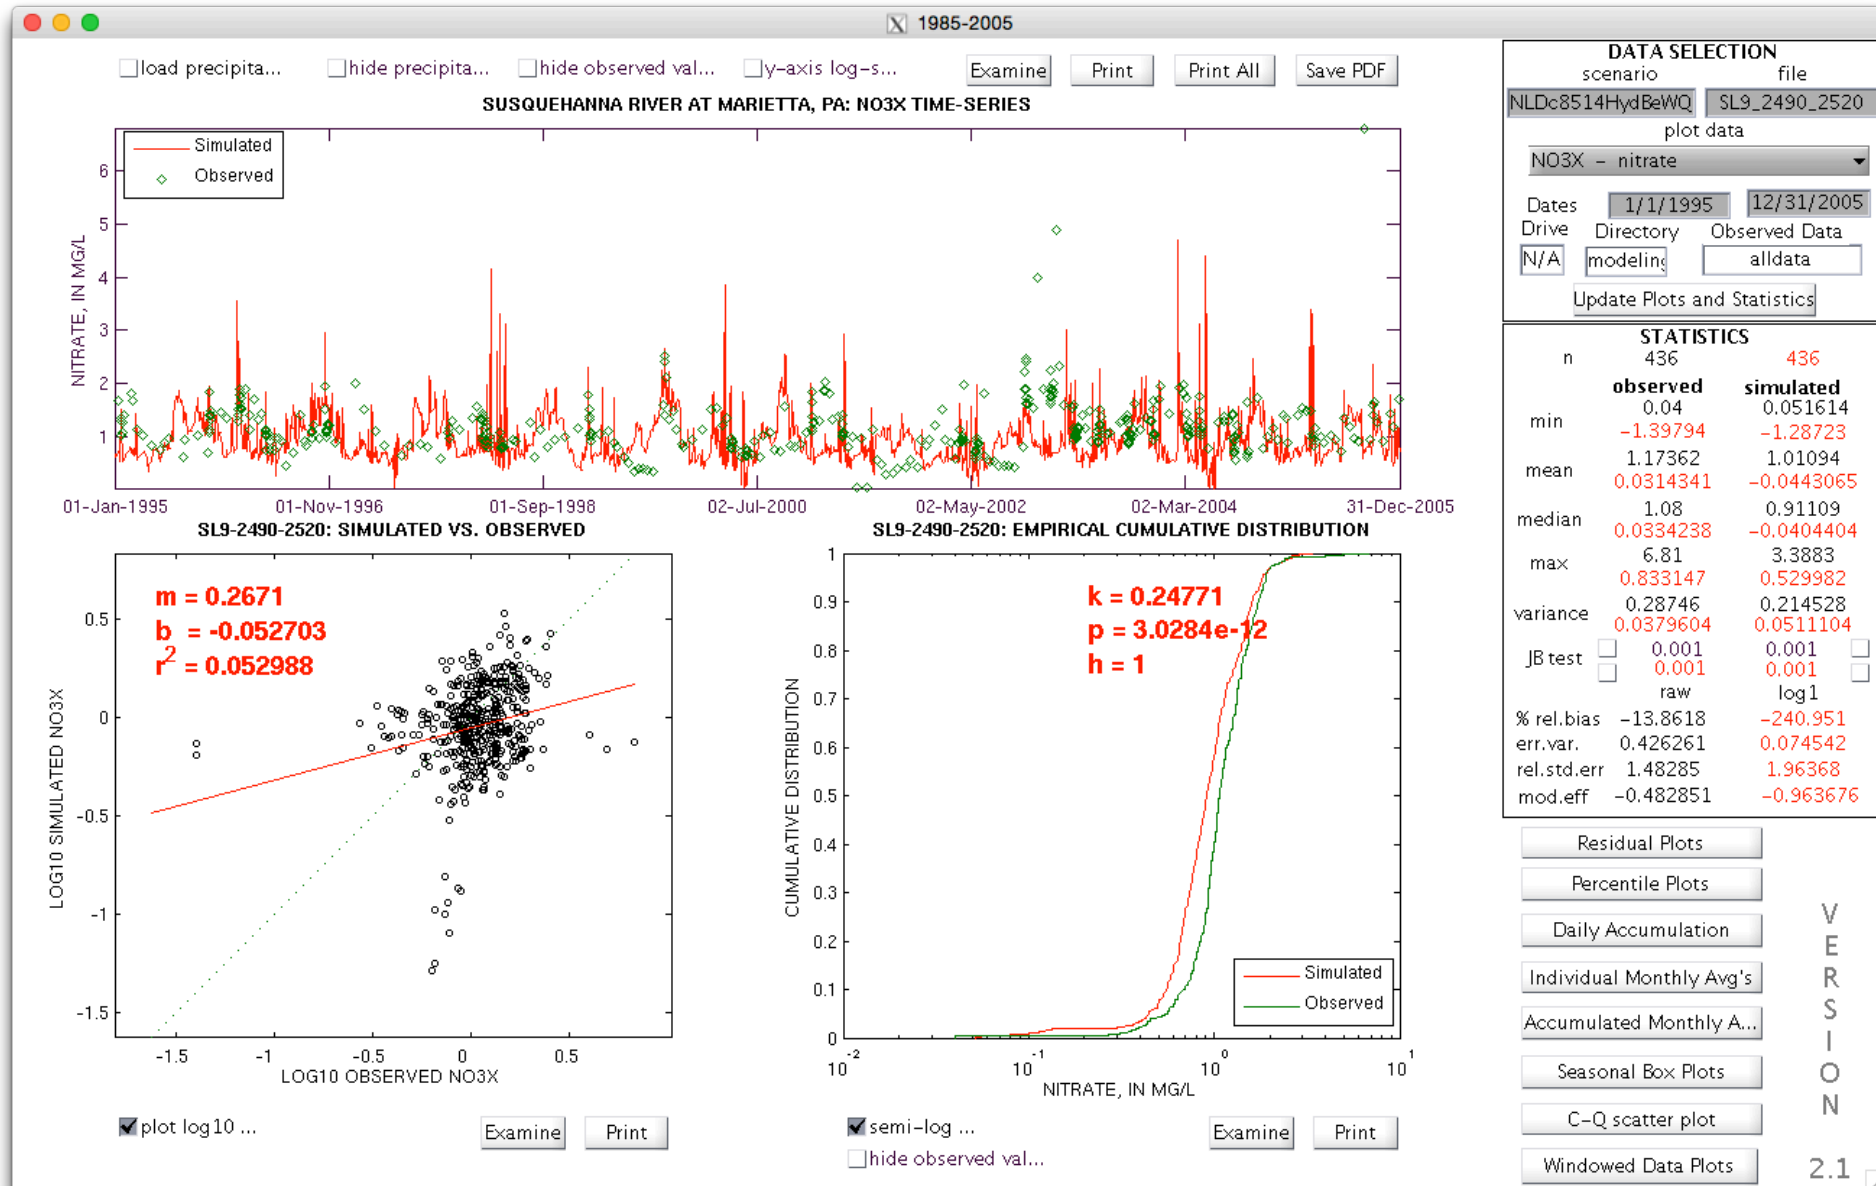 1985-2005
load precipita...
hide precipita...
hide observed val...
y-axis log-s...
Examine
Print
Print All
Save PDF
SUSQUEHANNA RIVER AT MARIETTA, PA: NO3X TIME-SERIES
Simulated
Observed
NITRATE, IN MG/L
6
5
4
3
2
1
01-Jan-1995
01-Nov-1996
01-Sep-1998
02-Jul-2000
02-May-2002
02-Mar-2004
31-Dec-2005
SL9-2490-2520: SIMULATED VS. OBSERVED
m = 0.2671
b = -0.052703
r2 = 0.052988
LOG10 SIMULATED NO3X
0.5
0
-0.5
-1
-1.5
-1.5
-1
-0.5
0
0.5
LOG10 OBSERVED NO3X
plot log10 ...
Examine
Print
SL9-2490-2520: EMPIRICAL CUMULATIVE DISTRIBUTION
k = 0.24771
p = 3.0284e-12
h = 1
CUMULATIVE DISTRIBUTION
1
0.9
0.8
0.7
0.6
0.5
0.4
0.3
0.2
0.1
0
Simulated
Observed
10-2
10-1
100
101
NITRATE, IN MG/L
semi-log ...
hide observed val...
Examine
Print
DATA SELECTION
scenario file
NLDc8514HydBeWQ SL9_2490_2520
plot data
NO3X - nitrate
Dates 1/1/1995 12/31/2005
Drive Directory Observed Data
N/A modeling alldata
Update Plots and Statistics
STATISTICS
n 436 436
observed simulated
min 0.04 0.051614
-1.39794 -1.28723
mean 1.17362 1.01094
0.0314341 -0.0443065
median 1.08 0.91109
0.0334238 -0.0404404
max 6.81 3.3883
0.833147 0.529982
variance 0.28746 0.214528
0.0379604 0.0511104
JB test 0.001 0.001
0.001 0.001
raw log1
% rel.bias -13.8618 -240.951
err.var. 0.426261 0.074542
rel.std.err 1.48285 1.96368
mod.eff -0.482851 -0.963676
Residual Plots
Percentile Plots
Daily Accumulation
Individual Monthly Avg's
Accumulated Monthly A...
Seasonal Box Plots
C-Q scatter plot
Windowed Data Plots
VERSION
2.1